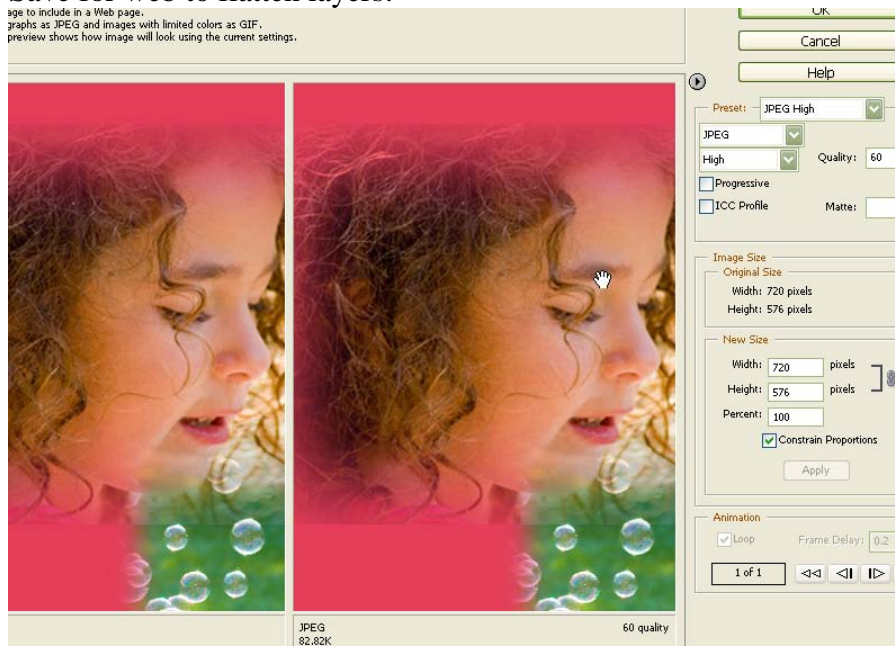 age to include in a Web page.
graphs as JPEG and images with limited colors as GIF.
preview shows how image will look using the current settings.
Cancel
Help
Preset: JPEG High
JPEG
High Quality: 60
Progressive
ICC Profile Matte:
Image Size
Original Size
Width: 720 pixels
Height: 576 pixels
New Size
Width: 720 pixels
Height: 576 pixels
Percent: 100
Constrain Proportions
Apply
Animation
Loop Frame Delay: 0.2
1 of 1
JPEG 60 quality
82.82K